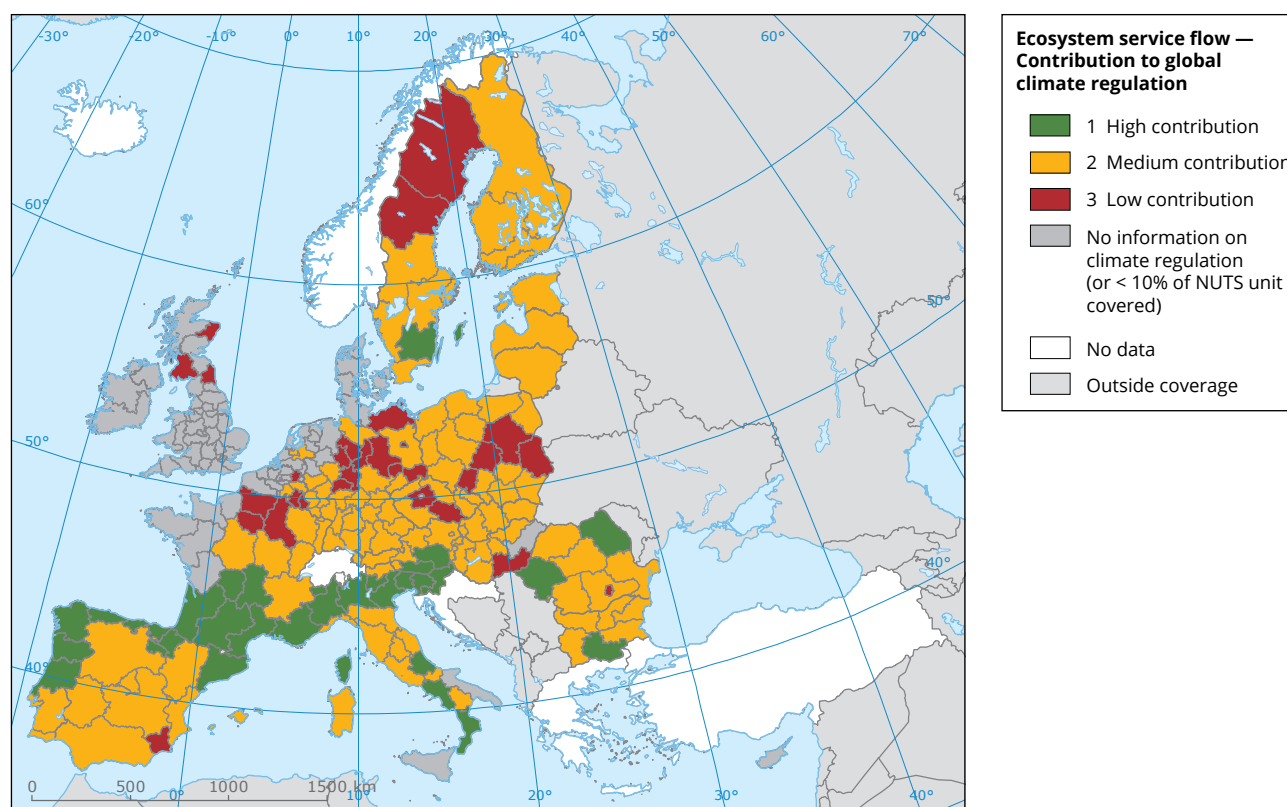 -30° -20° -10° 0° 10° 20° 30° 40° 50° 60° 70°
60°
50°
50°
40°
40°
0 500 1000 1500 km
0° 10° 20° 30° 40°
Ecosystem service flow —
Contribution to global
climate regulation
1 High contribution
2 Medium contribution
3 Low contribution
No information on
climate regulation
(or < 10% of NUTS unit
covered)
No data
Outside coverage